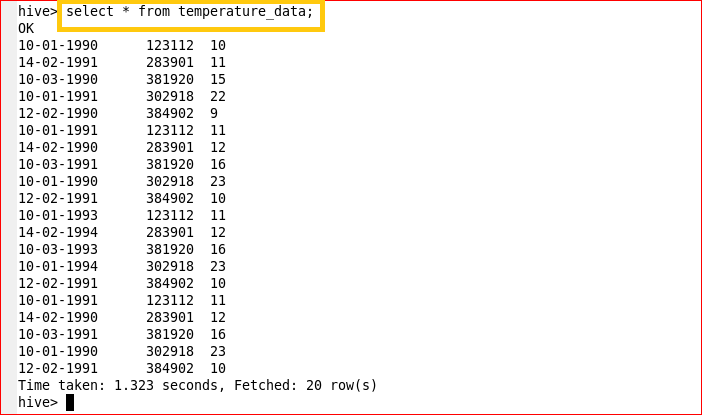 hive> select * from temperature_data;
OK
10-01-1990 123112 10
14-02-1991 283901 11
10-03-1990 381920 15
10-01-1991 302918 22
12-02-1990 384902 9
10-01-1991 123112 11
14-02-1990 283901 12
10-03-1991 381920 16
10-01-1990 302918 23
12-02-1991 384902 10
10-01-1993 123112 11
14-02-1994 283901 12
10-03-1993 381920 16
10-01-1994 302918 23
12-02-1991 384902 10
10-01-1991 123112 11
14-02-1990 283901 12
10-03-1991 381920 16
10-01-1990 302918 23
12-02-1991 384902 10
Time taken: 1.323 seconds, Fetched: 20 row(s)
hive>